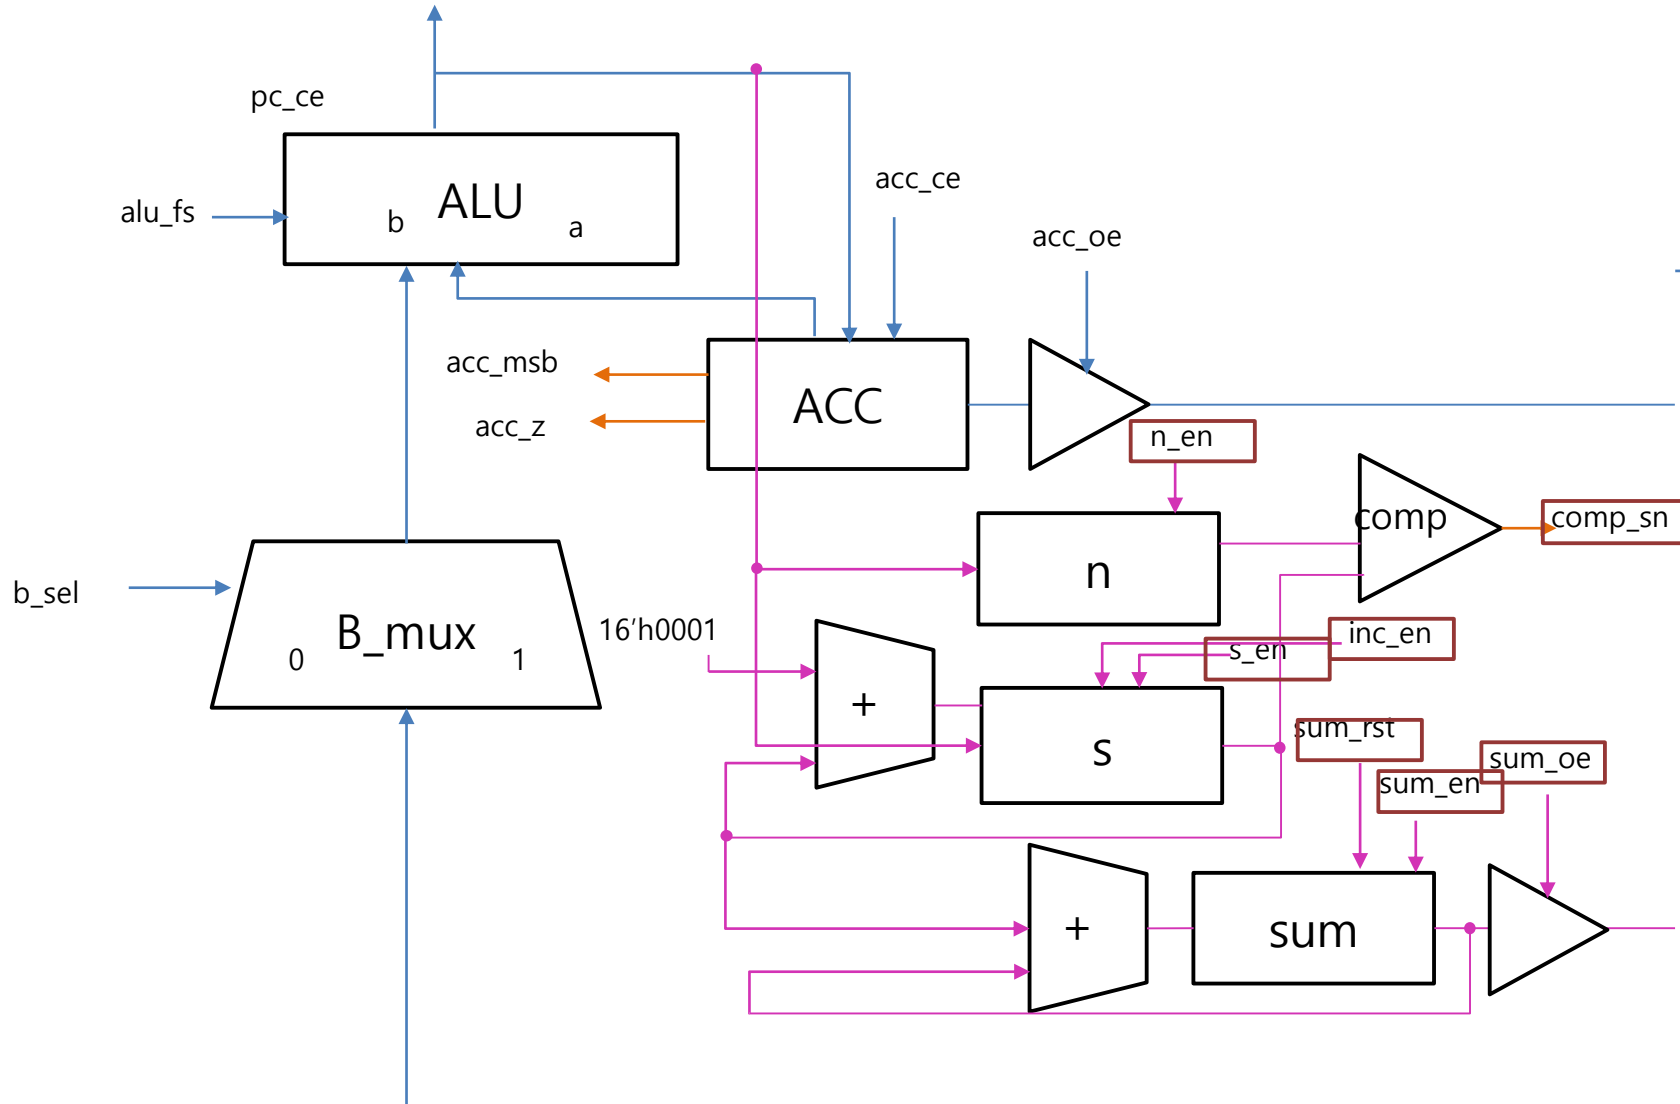 pc_ce
ALU
alu_fs
b
a
acc_ce
acc_oe
acc_msb
acc_z
ACC
n_en
comp
comp_sn
n
b_sel
B_mux
0
1
16’h0001
inc_en
s_en
+
s
sum_rst
sum_oe
sum_en
+
sum